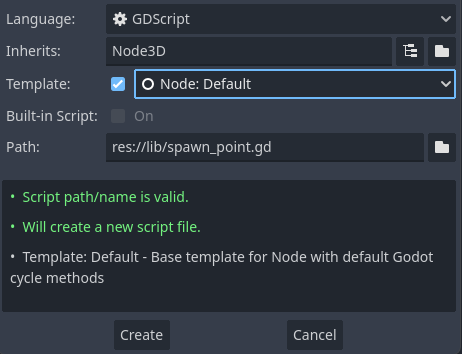 Language: GDScript
Inherits: Node3D
Template: Node: Default
Built-in Script: On
Path: res://lib/spawn_point.gd
• Script path/name is valid.
• Will create a new script file.
• Template: Default - Base template for Node with default Godot
cycle methods
Create Cancel